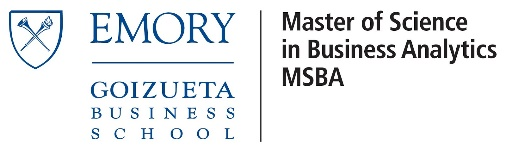 EMORY
GOIZUETA
BUSINESS
SCHOOL
Master of Science
in Business Analytics
MSBA